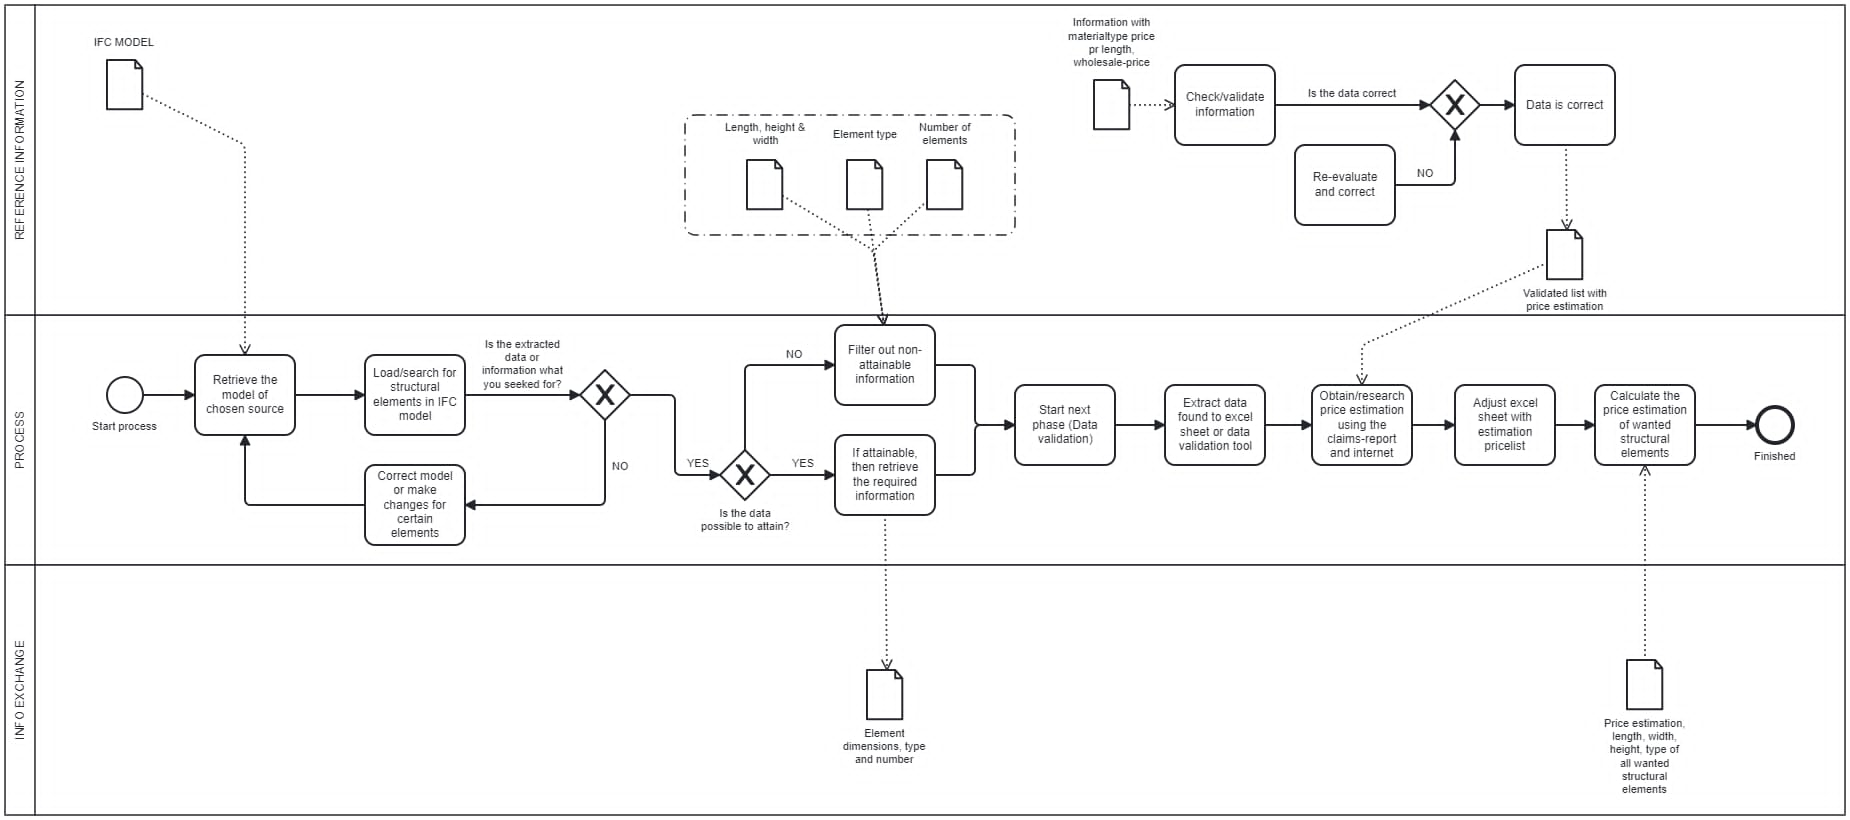 REFERENCE INFORMATION
IFC MODEL
Length, height &
width
Element type
Number of
elements
Information with
materialtype price
pr length,
wholesale-price
Check/validate
information
Is the data correct
X
Data is correct
Re-evaluate
and correct
NO
Validated list with
price estimation
PROCESS
Start process
Retrieve the
model of
chosen source
Load/search for
structural
elements in IFC
model
Is the extracted
data or
information what
you seeked for?
X
NO
Correct model
or make
changes for
certain
elements
YES
X
Is the data
possible to attain?
NO
YES
Filter out non-
attainable
information
If attainable,
then retrieve
the required
information
Start next
phase (Data
validation)
Extract data
found to excel
sheet or data
validation tool
Obtain/research
price estimation
using the
claims-report
and internet
Adjust excel
sheet with
estimation
pricelist
Calculate the
price estimation
of wanted
structural
elements
Finished
INFO EXCHANGE
Element
dimensions, type
and number
Price estimation,
length, width,
height, type of
all wanted
structural
elements